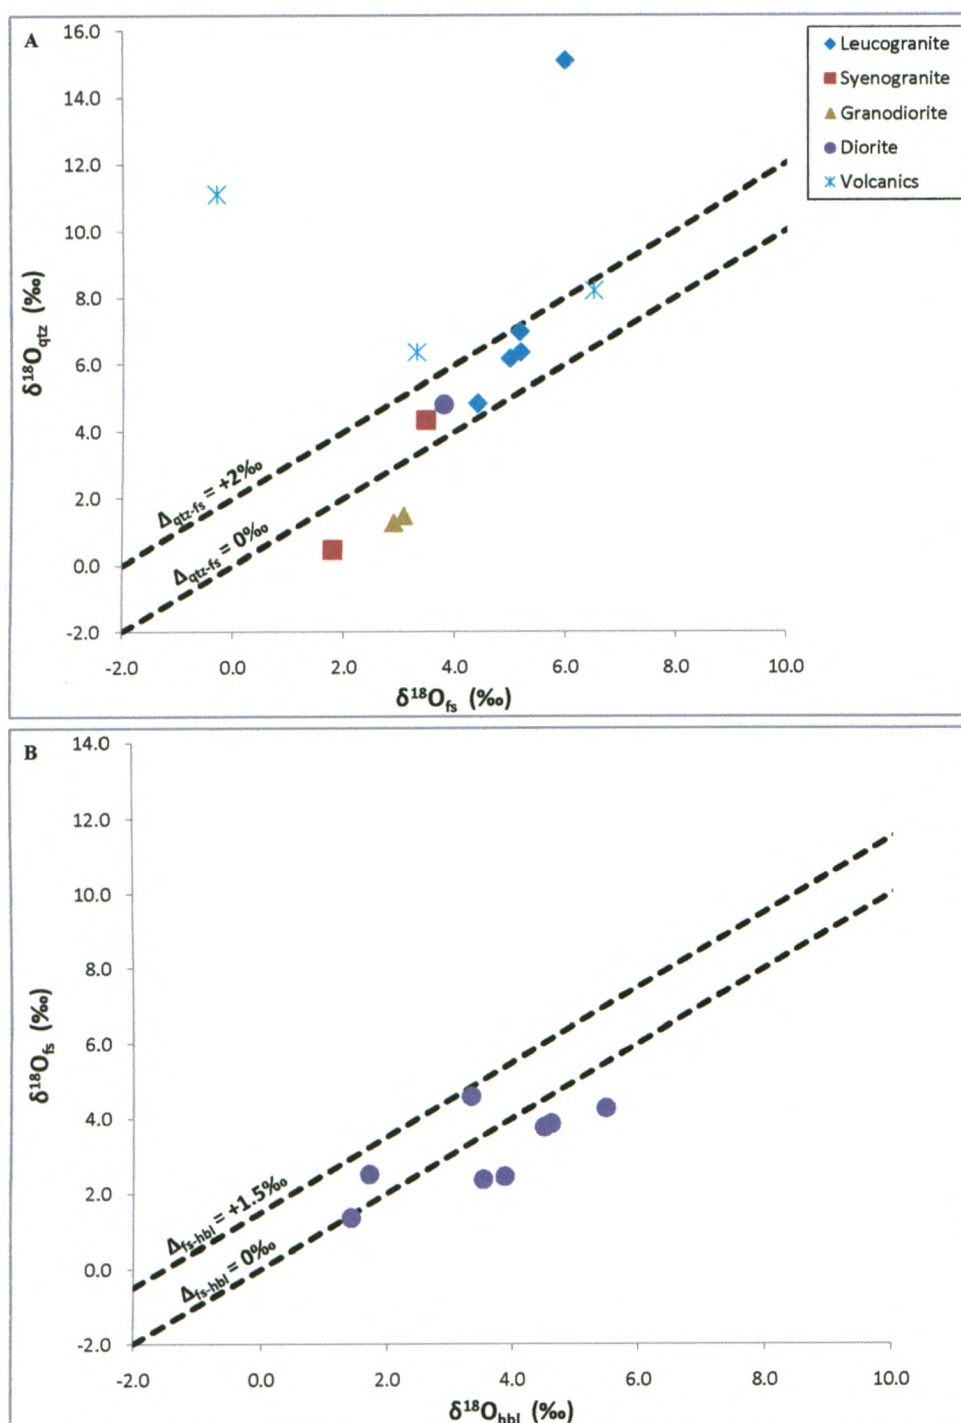 A
16.0
14.0
12.0
10.0
8.0
6.0
4.0
2.0
0.0
-2.0
-2.0 0.0 2.0 4.0 6.0 8.0 10.0
δ¹⁸Oqtz (‰)
δ¹⁸Ofs (‰)
Δqtz-fs = +2‰
Δqtz-fs = 0‰
Leucogranite
Syenogranite
Granodiorite
Diorite
Volcanics
B
14.0
12.0
10.0
8.0
6.0
4.0
2.0
0.0
-2.0
-2.0 0.0 2.0 4.0 6.0 8.0 10.0
δ¹⁸Ofs (‰)
δ¹⁸Ohbl (‰)
Δfs-hbl = +1.5‰
Δfs-hbl = 0‰